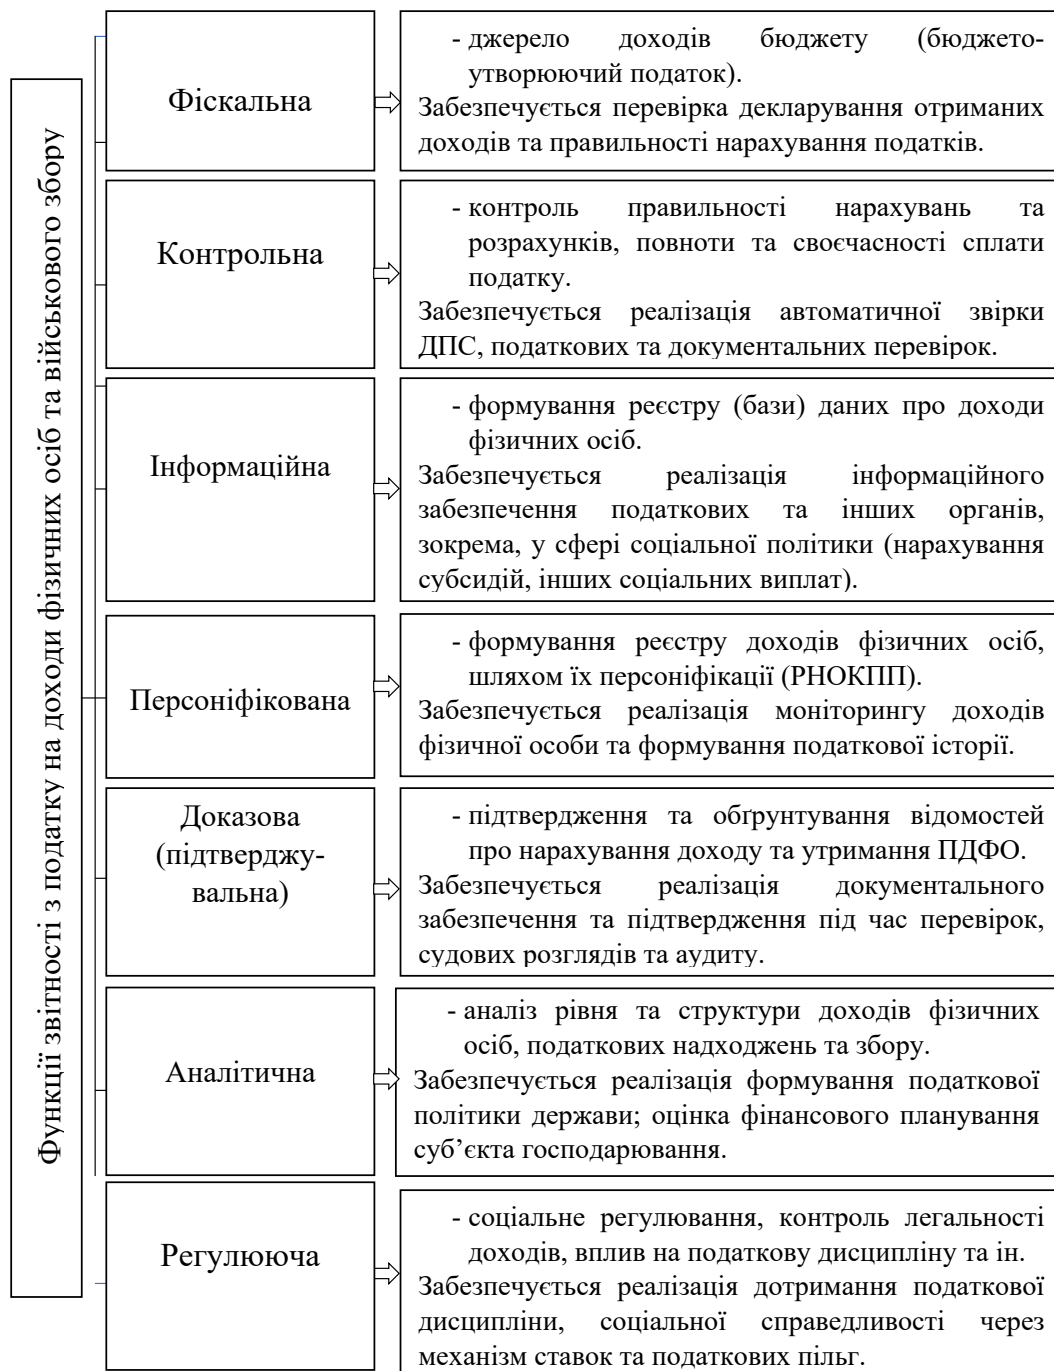 Функції звітності з податку на доходи фізичних осіб та військового збору
Фіскальна
- джерело доходів бюджету (бюджето-
утворюючий податок).
Забезпечується перевірка декларування отриманих
доходів та правильності нарахування податків.
Контрольна
- контроль правильності нарахувань та
розрахунків, повноти та своєчасності сплати
податку.
Забезпечується реалізація автоматичної звірки
ДПС, податкових та документальних перевірок.
Інформаційна
- формування реєстру (бази) даних про доходи
фізичних осіб.
Забезпечується реалізація інформаційного
забезпечення податкових та інших органів,
зокрема, у сфері соціальної політики (нарахування
субсидій, інших соціальних виплат).
Персоніфікована
- формування реєстру доходів фізичних осіб,
шляхом їх персоніфікації (РНОКПП).
Забезпечується реалізація моніторингу доходів
фізичної особи та формування податкової історії.
Доказова
(підтверджу-
вальна)
- підтвердження та обґрунтування відомостей
про нарахування доходу та утримання ПДФО.
Забезпечується реалізація документального
забезпечення та підтвердження під час перевірок,
судових розглядів та аудиту.
Аналітична
- аналіз рівня та структури доходів фізичних
осіб, податкових надходжень та збору.
Забезпечується реалізація формування податкової
політики держави; оцінка фінансового планування
суб’єкта господарювання.
Регулююча
- соціальне регулювання, контроль легальності
доходів, вплив на податкову дисципліну та ін.
Забезпечується реалізація дотримання податкової
дисципліни, соціальної справедливості через
механізм ставок та податкових пільг.